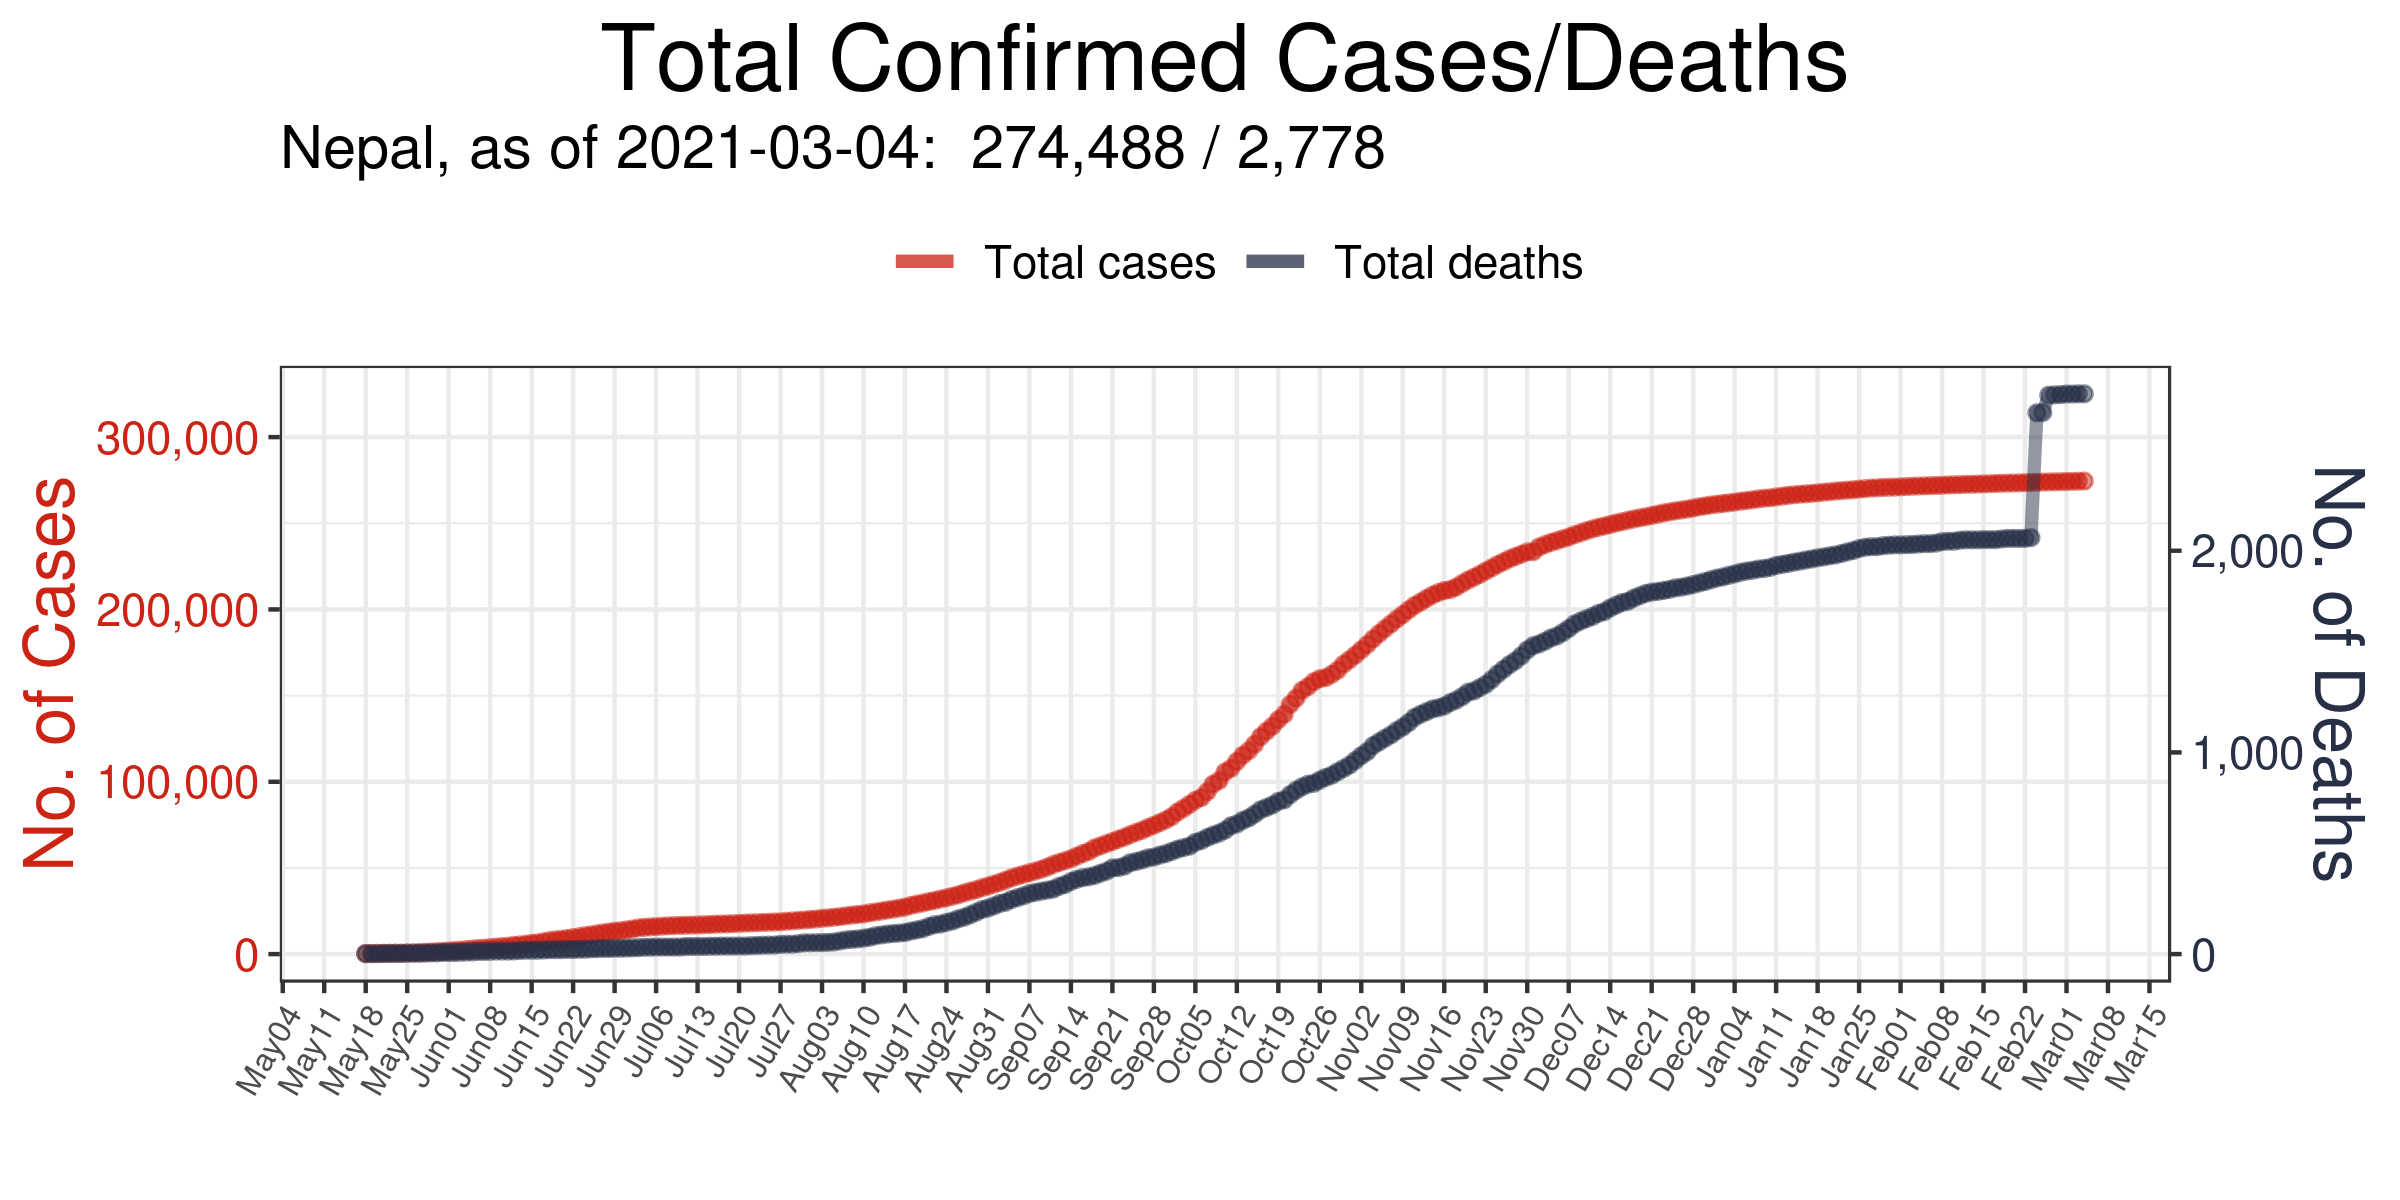 Total Confirmed Cases/Deaths
Nepal, as of 2021-03-04:  274,488 / 2,778
Total cases
Total deaths
No. of Cases
300,000
200,000
100,000
0
2,000
1,000
0
No. of Deaths
May04
May11
May18
May25
Jun01
Jun08
Jun15
Jun22
Jun29
Jul06
Jul13
Jul20
Jul27
Aug03
Aug10
Aug17
Aug24
Aug31
Sep07
Sep14
Sep21
Sep28
Oct05
Oct12
Oct19
Oct26
Nov02
Nov09
Nov16
Nov23
Nov30
Dec07
Dec14
Dec21
Dec28
Jan04
Jan11
Jan18
Jan25
Feb01
Feb08
Feb15
Feb22
Mar01
Mar08
Mar15